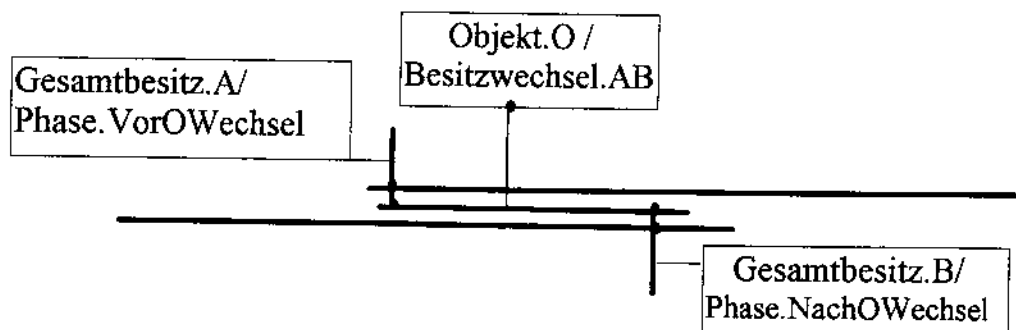 Objekt.O /
Besitzwechsel.AB
Gesamtbesitz.A/
Phase.VorOWechsel
Gesamtbesitz.B/
Phase.NachOWechsel